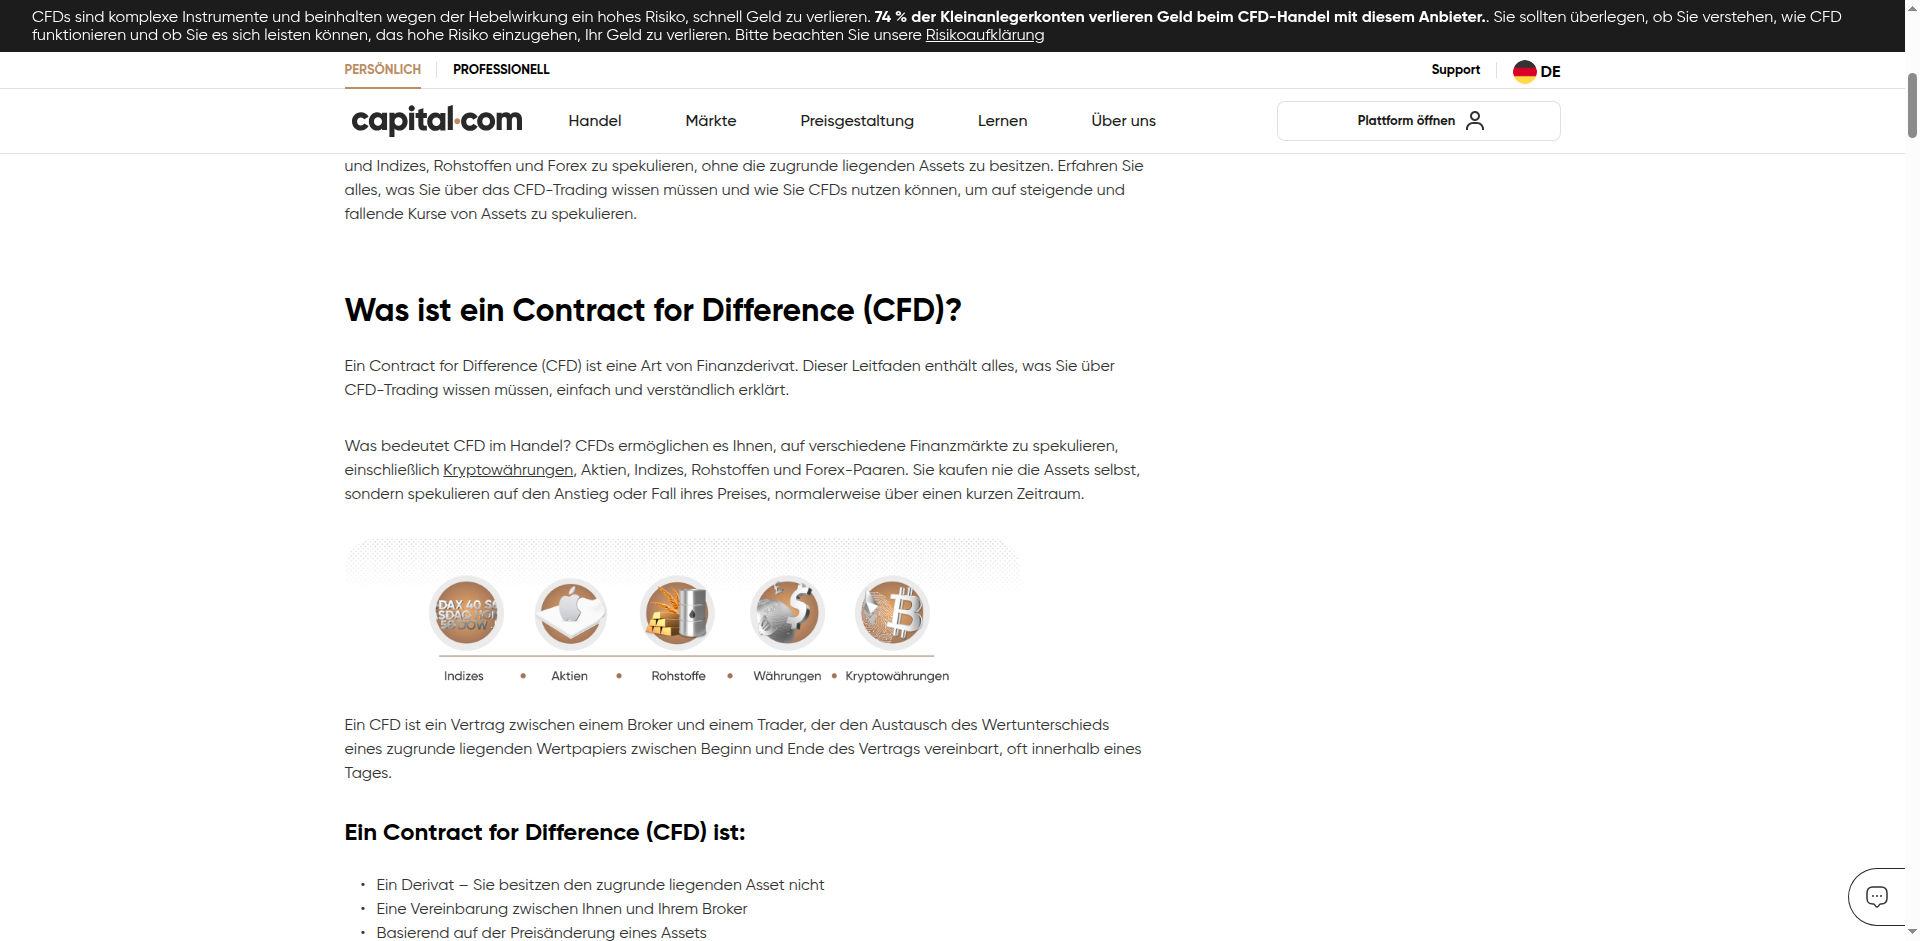 CFDs sind komplexe Instrumente und beinhalten wegen der Hebelwirkung ein hohes Risiko, schnell Geld zu verlieren. 74 % der Kleinanlegerkonten verlieren Geld beim CFD-Handel mit diesem Anbieter.. Sie sollten überlegen, ob Sie verstehen, wie CFD
funktionieren und ob Sie es sich leisten können, das hohe Risiko einzugehen, Ihr Geld zu verlieren. Bitte beachten Sie unsere Risikoaufklärung
PERSÖNLICH PROFESSIONELL Support DE
capital.com Handel Märkte Preisgestaltung Lernen Über uns Plattform öffnen
und Indizes, Rohstoffen und Forex zu spekulieren, ohne die zugrunde liegenden Assets zu besitzen. Erfahren Sie
alles, was Sie über das CFD-Trading wissen müssen und wie Sie CFDs nutzen können, um auf steigende und
fallende Kurse von Assets zu spekulieren.
Was ist ein Contract for Difference (CFD)?
Ein Contract for Difference (CFD) ist eine Art von Finanzderivat. Dieser Leitfaden enthält alles, was Sie über
CFD-Trading wissen müssen, einfach und verständlich erklärt.
Was bedeutet CFD im Handel? CFDs ermöglichen es Ihnen, auf verschiedene Finanzmärkte zu spekulieren,
einschließlich Kryptowährungen, Aktien, Indizes, Rohstoffen und Forex-Paaren. Sie kaufen nie die Assets selbst,
sondern spekulieren auf den Anstieg oder Fall ihres Preises, normalerweise über einen kurzen Zeitraum.
DAX 40
DOW
Indizes • Aktien • Rohstoffe • Währungen • Kryptowährungen
Ein CFD ist ein Vertrag zwischen einem Broker und einem Trader, der den Austausch des Wertunterschieds
eines zugrunde liegenden Wertpapiers zwischen Beginn und Ende des Vertrags vereinbart, oft innerhalb eines
Tages.
Ein Contract for Difference (CFD) ist:
• Ein Derivat – Sie besitzen den zugrunde liegenden Asset nicht
• Eine Vereinbarung zwischen Ihnen und Ihrem Broker
• Basierend auf der Preisänderung eines Assets